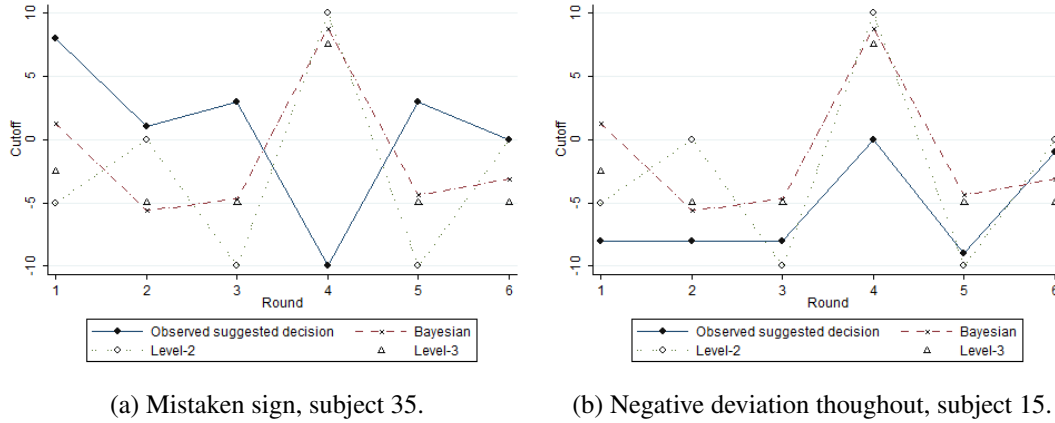 10
5
0
-5
-10
Cutoff
1 2 3 4 5 6
Round
Observed suggested decision Bayesian
Level-2 Level-3
(a) Mistaken sign, subject 35.
10
5
0
-5
-10
Cutoff
1 2 3 4 5 6
Round
Observed suggested decision Bayesian
Level-2 Level-3
(b) Negative deviation thoughout, subject 15.